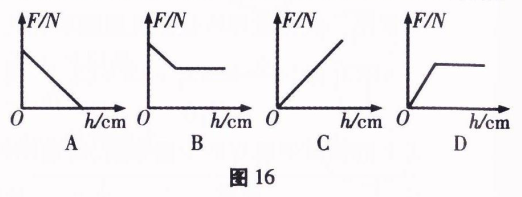 F/N F/N F/N F/N
O h/cm O h/cm O h/cm O h/cm
A B C D
图 16